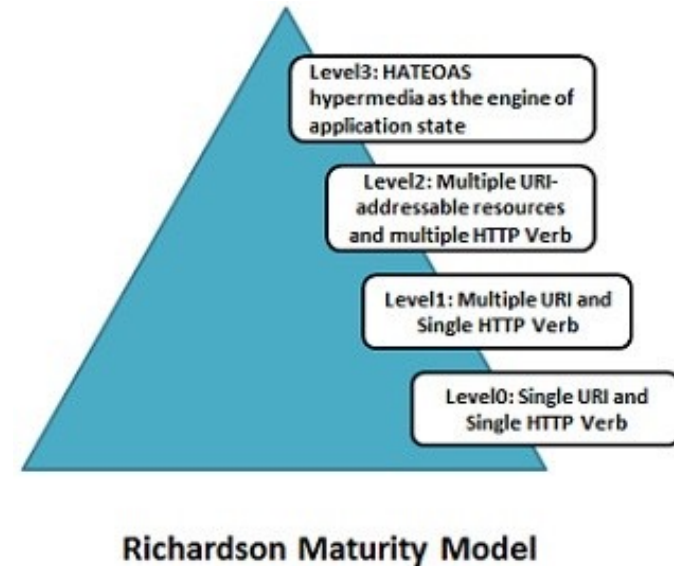 Level3: HATEOAS
hypermedia as the engine of
application state
Level2: Multiple URI-
addressable resources
and multiple HTTP Verb
Level1: Multiple URI and
Single HTTP Verb
Level0: Single URI and
Single HTTP Verb
Richardson Maturity Model